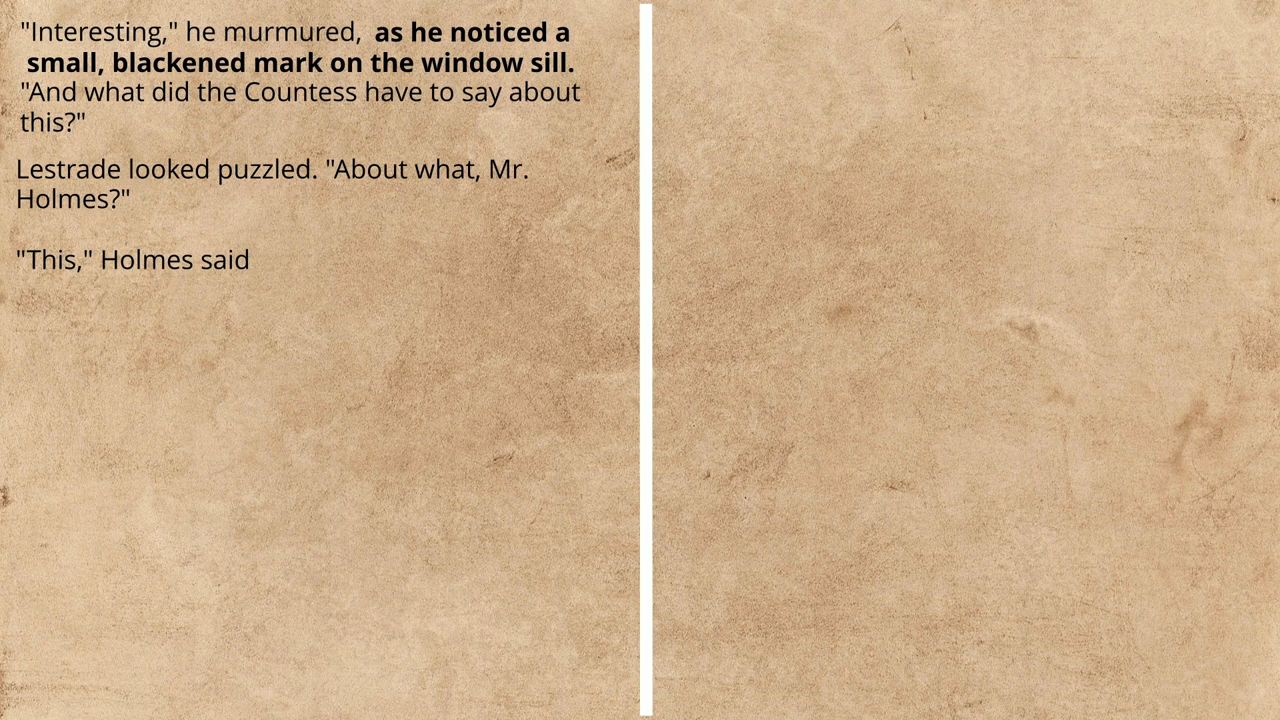 "Interesting," he murmured, as he noticed a
small, blackened mark on the window sill.
"And what did the Countess have to say about
this?"
Lestrade looked puzzled. "About what, Mr.
Holmes?"
"This," Holmes said